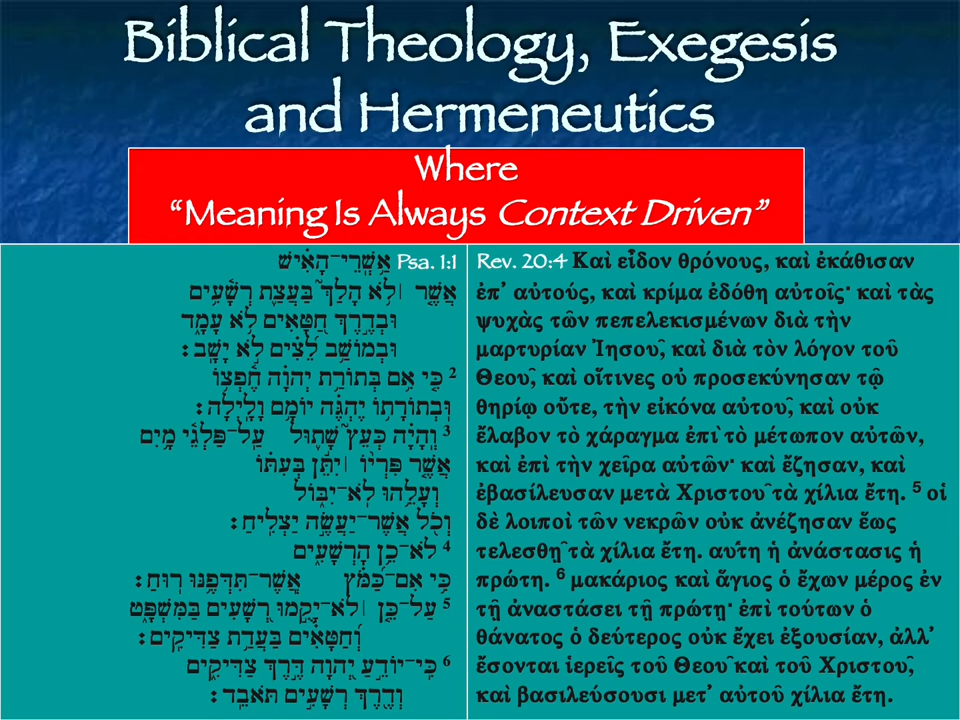 Biblical Theology, Exegesis
and Hermeneutics
Where
“Meaning Is Always Context Driven”
Psa. 1:1 אַ֥שְֽׁרֵי־הָאִ֗ישׁ
אֲשֶׁ֤ר ׀ לֹ֥א הָלַךְ֮ בַּעֲצַ֪ת רְשָׁ֫עִ֥ים
וּבְדֶ֣רֶךְ חַ֭טָּאִים לֹ֥א עָמָ֑ד
וּבְמוֹשַׁ֥ב לֵ֝צִ֗ים לֹ֣א יָשָֽׁב׃
2 כִּ֤י אִ֥ם בְּתוֹרַ֥ת יְהוָ֗ה חֶ֫פְצ֥וֹ
וּֽבְתוֹרָת֥וֹ יֶהְגֶּ֗ה יוֹמָ֥ם וָלָֽיְלָה׃
3 וְֽהָיָ֗ה כְּעֵץ֮ שָׁת֪וּל עַֽל־פַּלְגֵ֫י מָ֥יִם
אֲשֶׁ֤ר פִּרְי֨וֹ ׀ יִתֵּ֬ן בְּעִתּ֗וֹ
וְעָלֵ֥הוּ לֹֽא־יִבּ֑וֹל
וְכֹ֖ל אֲשֶׁר־יַעֲשֶׂ֣ה יַצְלִֽיחַ׃
4 לֹא־כֵ֥ן הָרְשָׁעִ֑ים
כִּ֥י אִם־כַּ֝מֹּ֗ץ אֲ‍ֽשֶׁר־תִּדְּפֶ֥נּוּ רֽוּחַ׃
5 עַל־כֵּ֤ן ׀ לֹא־יָקֻ֣מוּ רְ֭שָׁעִים בַּמִּשְׁפָּ֑ט
וְ֝חַטָּאִ֗ים בַּעֲדַ֥ת צַדִּיקִֽים׃
6 כִּֽי־יוֹדֵ֣עַ יְ֭הוָה דֶּ֣רֶךְ צַדִּיקִ֑ים
וְדֶ֖רֶךְ רְשָׁעִ֣ים תֹּאבֵֽד׃
Rev. 20:4 Καὶ εἶδον θρόνους, καὶ ἐκάθισαν
ἐπ’ αὐτούς, καὶ κρίμα ἐδόθη αὐτοῖς· καὶ τὰς
ψυχὰς τῶν πεπελεκισμένων διὰ τὴν
μαρτυρίαν Ἰησοῦ, καὶ διὰ τὸν λόγον τοῦ
Θεοῦ, καὶ οἵτινες οὐ προσεκύνησαν τῷ
θηρίῳ οὔτε, τὴν εἰκόνα αὐτοῦ, καὶ οὐκ
ἔλαβον τὸ χάραγμα ἐπὶ τὸ μέτωπον αὐτῶν,
καὶ ἐπὶ τὴν χεῖρα αὐτῶν· καὶ ἔζησαν, καὶ
ἐβασίλευσαν μετὰ Χριστοῦ τὰ χίλια ἔτη. 5 οἱ
δὲ λοιποὶ τῶν νεκρῶν οὐκ ἀνέζησαν ἕως
τελεσθῇ τὰ χίλια ἔτη. αὕτη ἡ ἀνάστασις ἡ
πρώτη. 6 μακάριος καὶ ἅγιος ὁ ἔχων μέρος ἐν
τῇ ἀναστάσει τῇ πρώτῃ· ἐπὶ τούτων ὁ
θάνατος ὁ δεύτερος οὐκ ἔχει ἐξουσίαν, ἀλλ’
ἔσονται ἱερεῖς τοῦ Θεοῦ καὶ τοῦ Χριστοῦ,
καὶ βασιλεύσουσι μετ’ αὐτοῦ χίλια ἔτη.